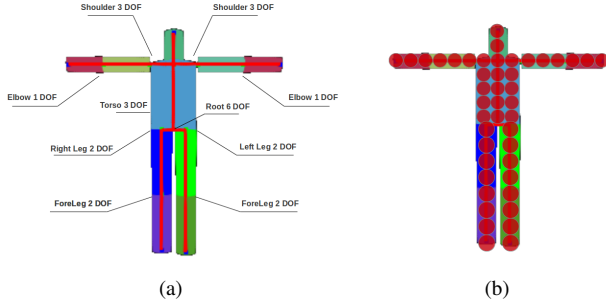 Shoulder 3 DOF
Shoulder 3 DOF
Elbow 1 DOF
Elbow 1 DOF
Torso 3 DOF
Root 6 DOF
Right Leg 2 DOF
Left Leg 2 DOF
ForeLeg 2 DOF
ForeLeg 2 DOF
(a)
(b)